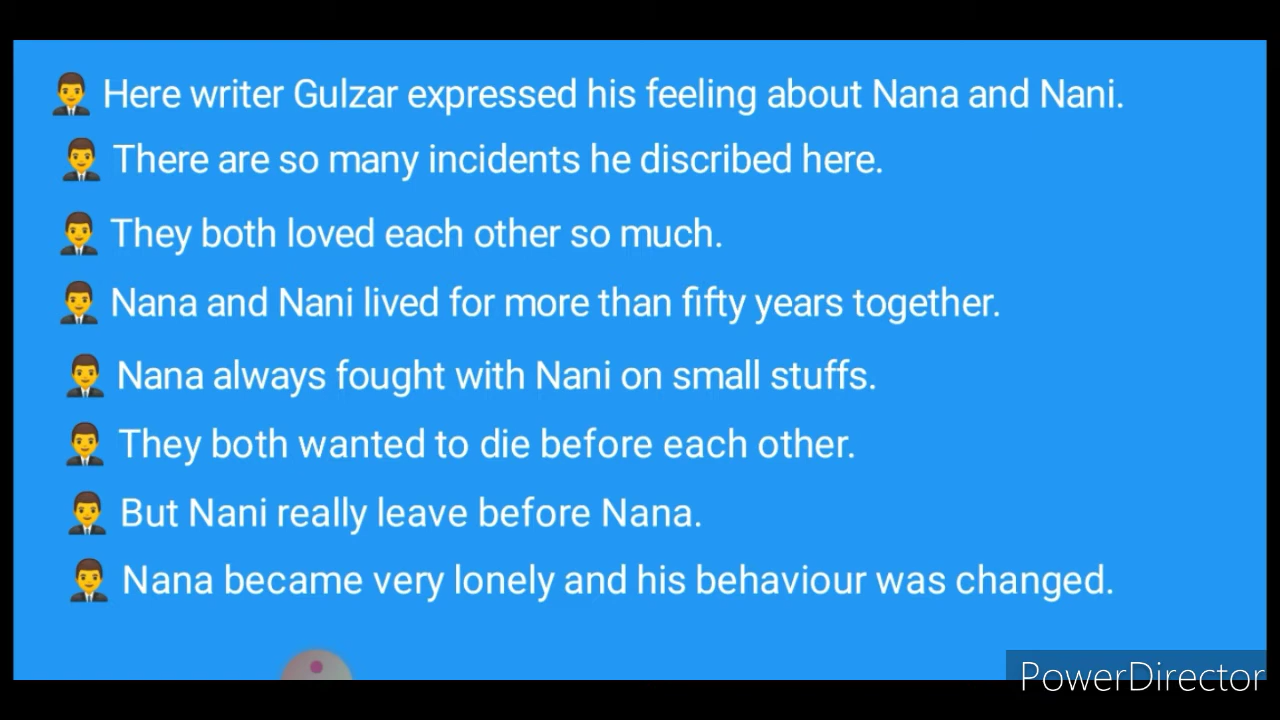 Here writer Gulzar expressed his feeling about Nana and Nani.
There are so many incidents he discribed here.
They both loved each other so much.
Nana and Nani lived for more than fifty years together.
Nana always fought with Nani on small stuffs.
They both wanted to die before each other.
But Nani really leave before Nana.
Nana became very lonely and his behaviour was changed.
PowerDirector